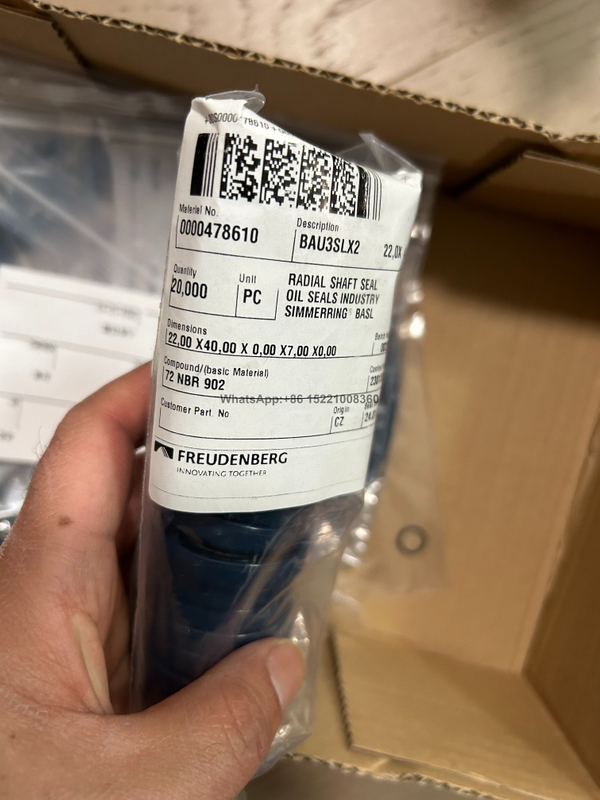 Material No.
0000478610
Description
BAU3SLX2 22,0X
Quantity
20,000
Unit
PC
RADIAL SHAFT SEAL
OIL SEALS INDUSTRY
SIMMERRING® BASL
Dimensions
22,00 X40,00 X 0,00 X7,00 X0,00
Compound/(basic Material)
72 NBR 902
WhatsApp:+86 15221008360
Customer Part. No
Origin
CZ
FREUDENBERG
INNOVATING TOGETHER